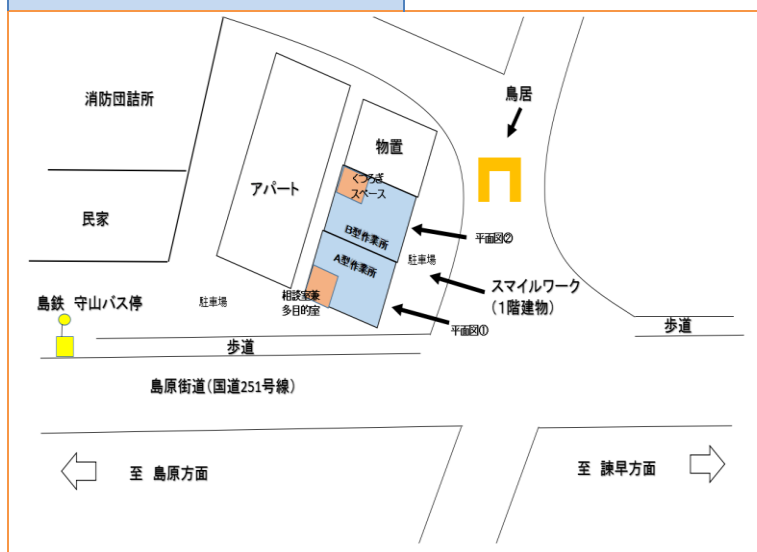 消防団詰所
鳥居
物置
くつろぎ
スペース
アパート
民家
B型作業所
平面図②
A型作業所
駐車場
スマイルワーク
(1階建物)
島鉄 守山バス停
駐車場
相談室兼
多目的室
平面図①
歩道
歩道
島原街道(国道251号線)
至 島原方面
至 諫早方面